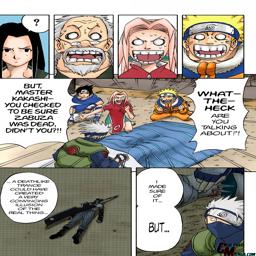 ?
WHAT--
THE--
HECK
ARE
YOU
TALKING
ABOUT!?!
BUT,
MASTER
KAKASHI--
YOU CHECKED
TO BE SURE
ZABUZA
WAS DEAD,
DIDN'T YOU?!!
I
MADE
SURE
OF
IT...
BUT...
...A DEATHLIKE
TRANCE COULD
HAVE CREATED
A VERY
CONVINCING
ILLUSION OF
THE REAL
THING...